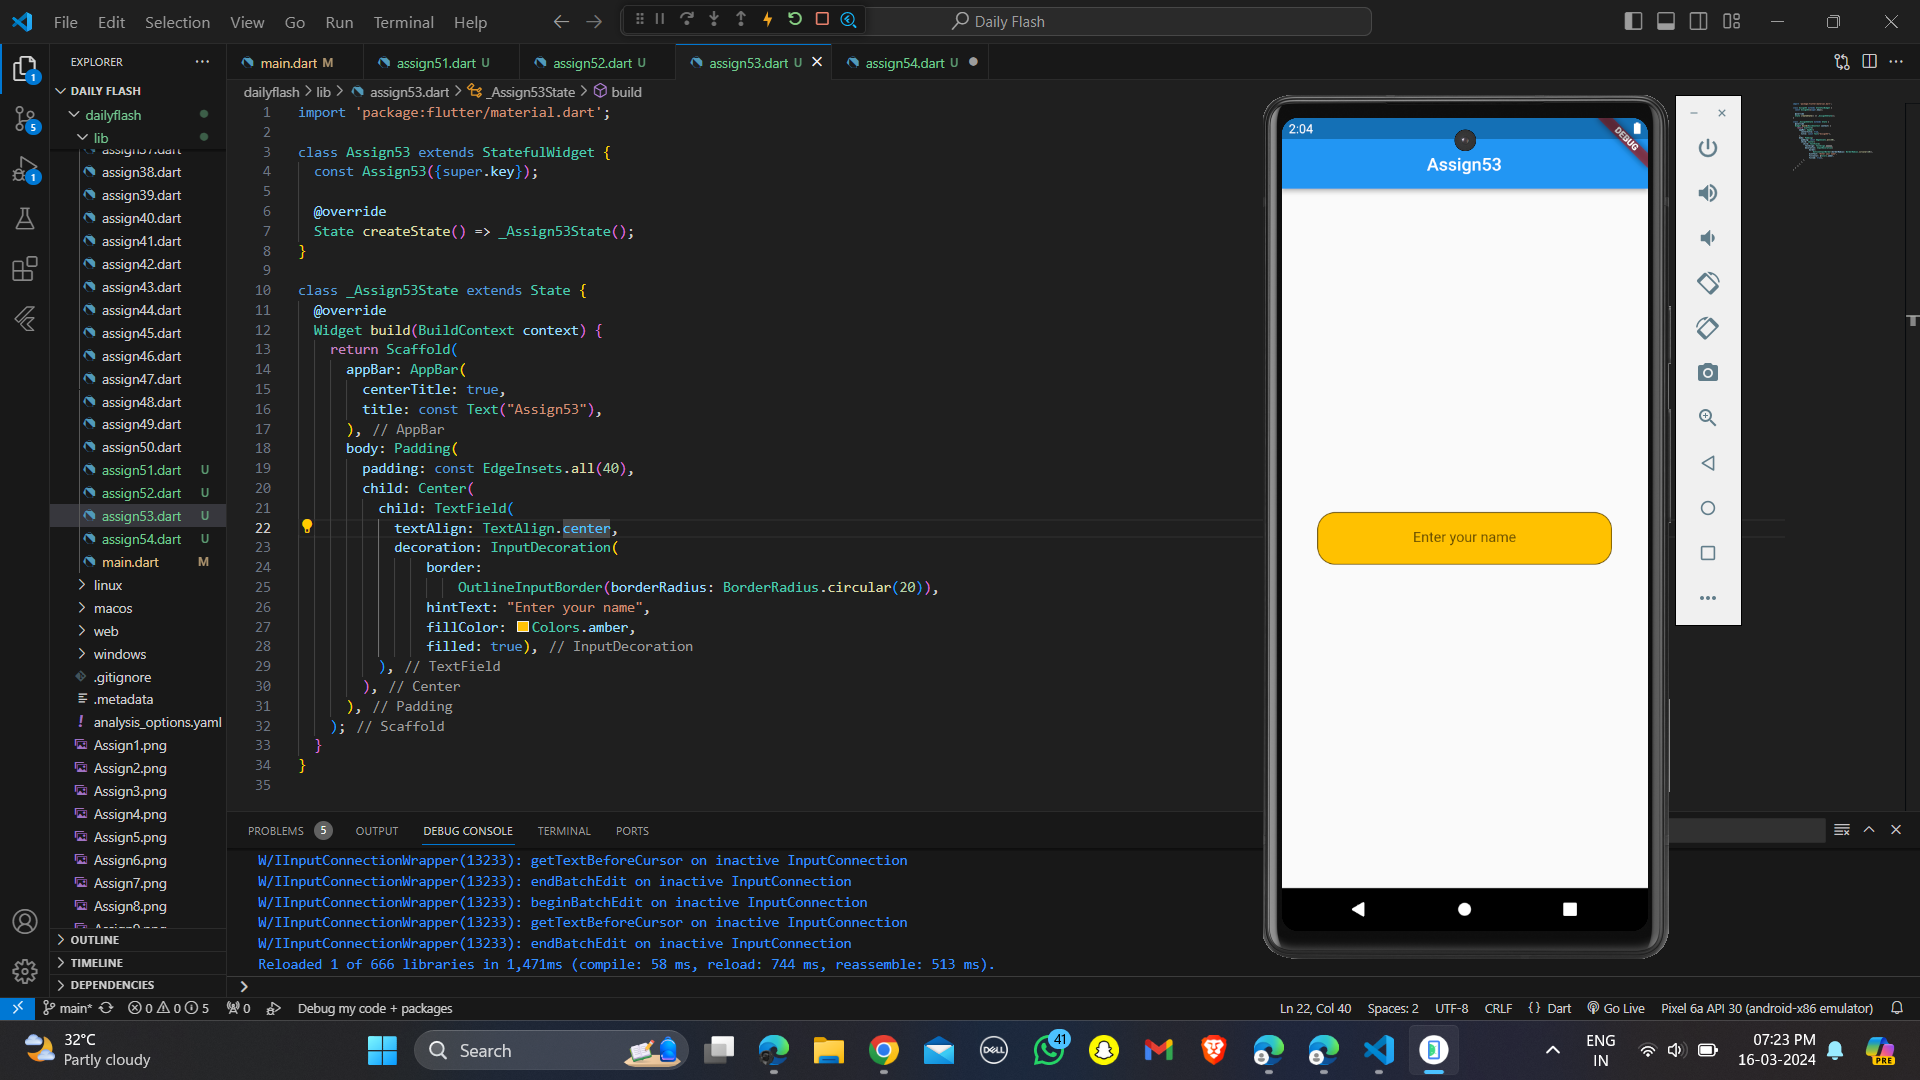 File Edit Selection View Go Run Terminal Help
Daily Flash
EXPLORER
main.dart M
assign51.dart U
assign52.dart U
assign53.dart U
assign54.dart U
DAILY FLASH
dailyflash
lib
assign37.dart
assign38.dart
assign39.dart
assign40.dart
assign41.dart
assign42.dart
assign43.dart
assign44.dart
assign45.dart
assign46.dart
assign47.dart
assign48.dart
assign49.dart
assign50.dart
assign51.dart U
assign52.dart U
assign53.dart U
assign54.dart U
main.dart M
linux
macos
web
windows
.gitignore
.metadata
analysis_options.yaml
Assign1.png
Assign2.png
Assign3.png
Assign4.png
Assign5.png
Assign6.png
Assign7.png
Assign8.png
OUTLINE
TIMELINE
DEPENDENCIES
1
5
1
dailyflash > lib > assign53.dart > _Assign53State > build
1 import 'package:flutter/material.dart';
2
3 class Assign53 extends StatefulWidget {
4 const Assign53({super.key});
5
6 @override
7 State createState() => _Assign53State();
8 }
9
10 class _Assign53State extends State {
11 @override
12 Widget build(BuildContext context) {
13 return Scaffold(
14 appBar: AppBar(
15 centerTitle: true,
16 title: const Text("Assign53"),
17 ), // AppBar
18 body: Padding(
19 padding: const EdgeInsets.all(40),
20 child: Center(
21 child: TextField(
22 textAlign: TextAlign.center,
23 decoration: InputDecoration(
24 border:
25 OutlineInputBorder(borderRadius: BorderRadius.circular(20)),
26 hintText: "Enter your name",
27 fillColor: Colors.amber,
28 filled: true), // InputDecoration
29 ), // TextField
30 ), // Center
31 ), // Padding
32 ); // Scaffold
33 }
34 }
35
2:04
DEBUG
Assign53
Enter your name
PROBLEMS 5 OUTPUT DEBUG CONSOLE TERMINAL PORTS
W/IInputConnectionWrapper(13233): getTextBeforeCursor on inactive InputConnection
W/IInputConnectionWrapper(13233): endBatchEdit on inactive InputConnection
W/IInputConnectionWrapper(13233): beginBatchEdit on inactive InputConnection
W/IInputConnectionWrapper(13233): getTextBeforeCursor on inactive InputConnection
W/IInputConnectionWrapper(13233): endBatchEdit on inactive InputConnection
Reloaded 1 of 666 libraries in 1,471ms (compile: 58 ms, reload: 744 ms, reassemble: 513 ms).
main* 0 0 5 0 Debug my code + packages
Ln 22, Col 40 Spaces: 2 UTF-8 CRLF { } Dart Go Live Pixel 6a API 30 (android-x86 emulator)
32°C
Partly cloudy
Search
DELL
41
ENG
IN
07:23 PM
16-03-2024
PRE